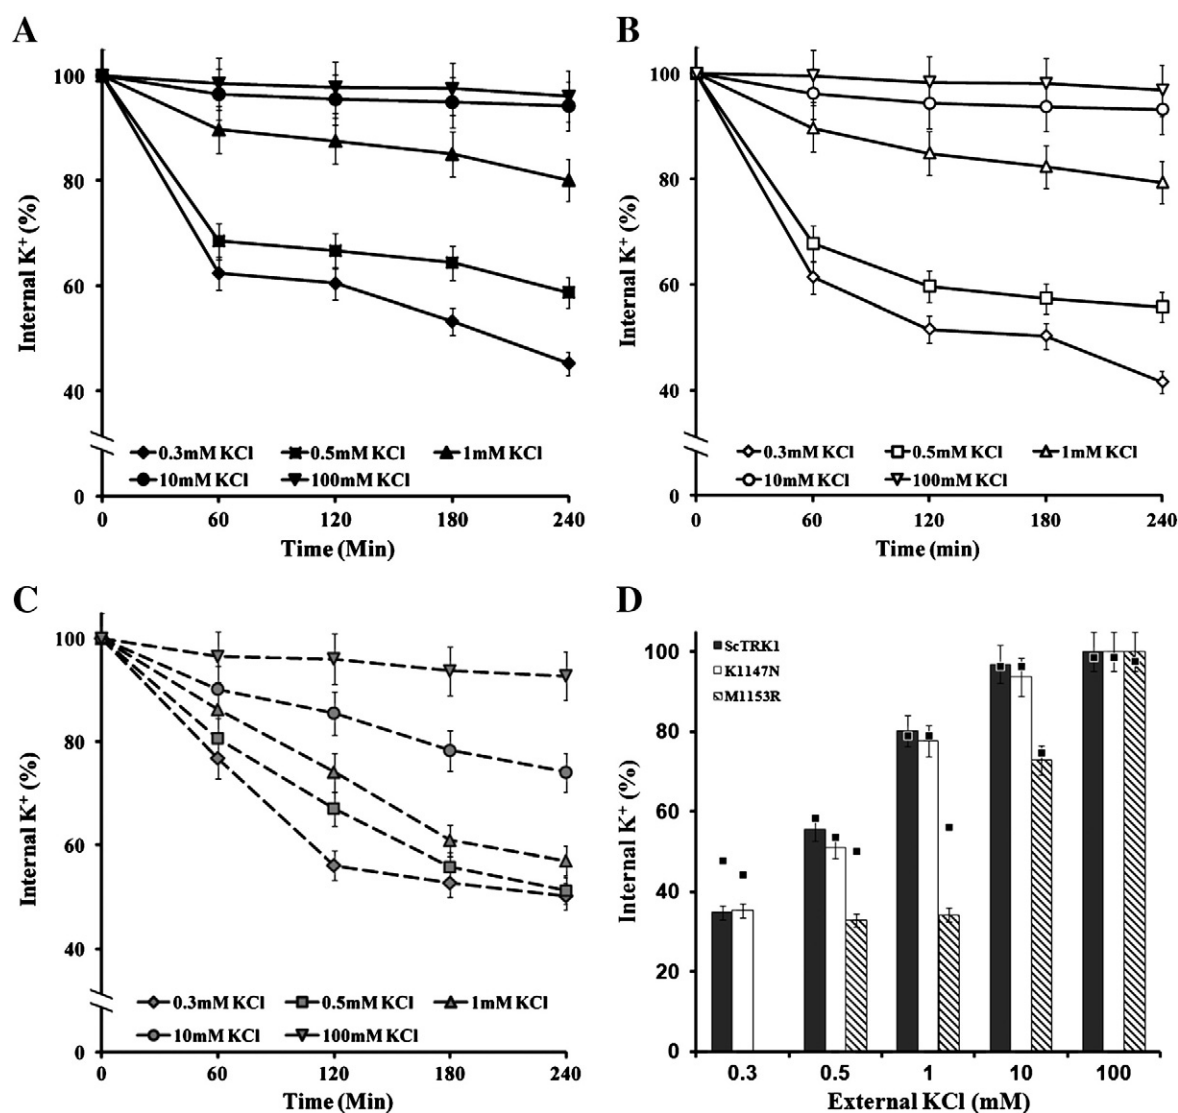 A
100
80
60
40
0
Internal K⁺ (%)
0.3mM KCl 0.5mM KCl 1mM KCl
10mM KCl 100mM KCl
0 60 120 180 240
Time (Min)
B
100
80
60
40
0
Internal K⁺ (%)
0.3mM KCl 0.5mM KCl 1mM KCl
10mM KCl 100mM KCl
0 60 120 180 240
Time (min)
C
100
80
60
40
0
Internal K⁺ (%)
0.3mM KCl 0.5mM KCl 1mM KCl
10mM KCl 100mM KCl
0 60 120 180 240
Time (Min)
D
100
80
60
40
20
0
Internal K⁺ (%)
ScTRK1
K1147N
M1153R
0.3 0.5 1 10 100
External KCl (mM)